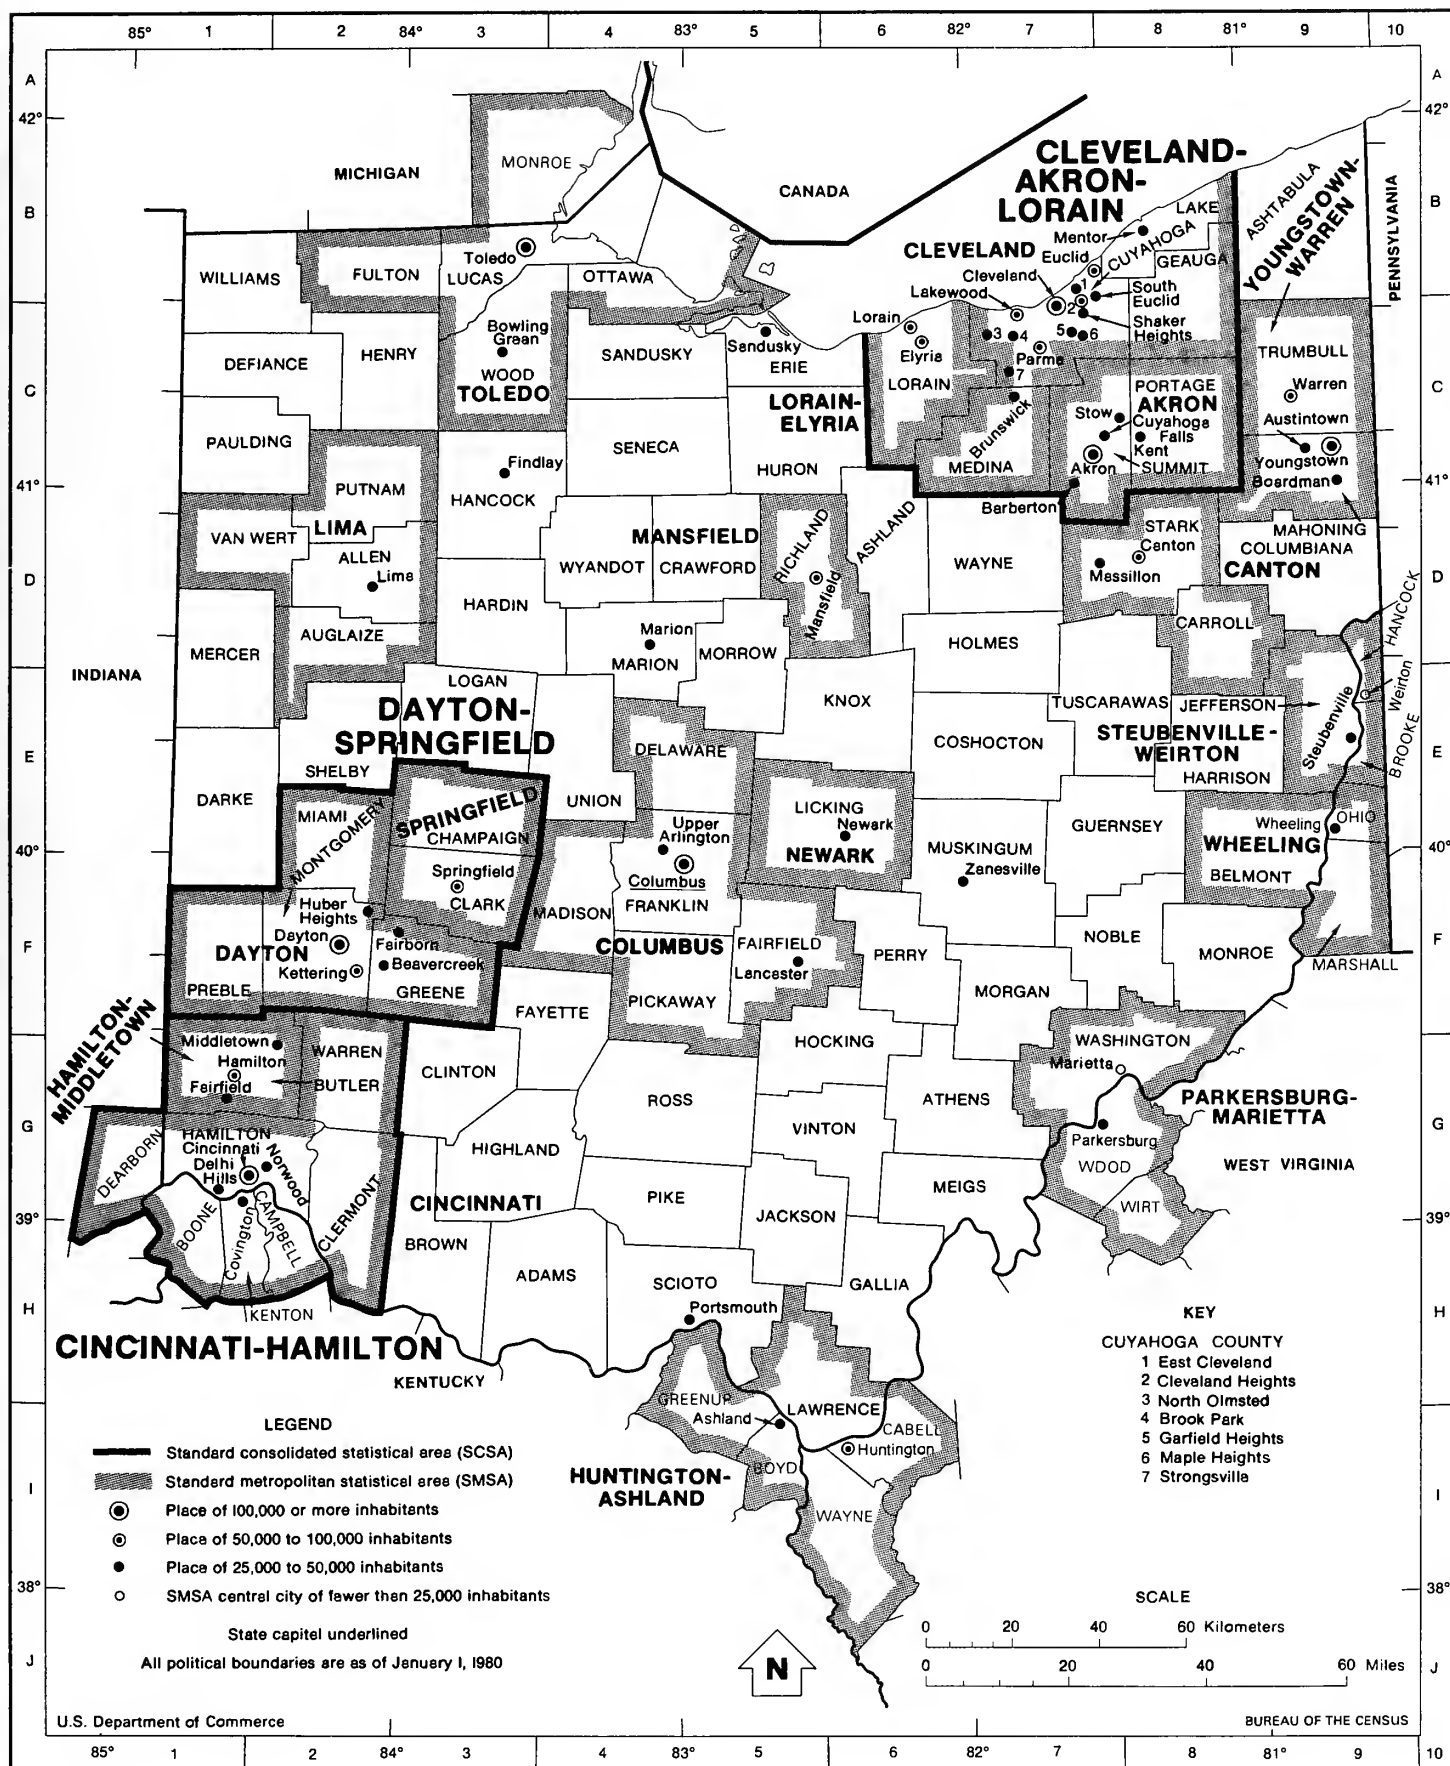 85° 1 2 3 4 83° 5 6 82° 7 8 81° 9 10
A A
42° 42°
MONROE
MICHIGAN
CANADA
CLEVELAND-
AKRON-
LORAIN
ASHTABULA
YOUNGSTOWN-
WARREN
PENNSYLVANIA
B B
LAKE
Mentor
CUYAHOGA
CLEVELAND
Euclid
GEAUGA
Toledo
WILLIAMS
FULTON
LUCAS
OTTAWA
Cleveland
1
South
Euclid
Lakewood
2
Shaker
Heights
Lorain
3 4 5 6
Elyria
Parma
7
LORAIN
Bowling
Green
WOOD
TOLEDO
Sandusky
SANDUSKY
ERIE
DEFIANCE
HENRY
TRUMBULL
Warren
Austintown
C C
PORTAGE
AKRON
Stow
Cuyahoga
Falls
Kent
SUMMIT
Akron
Youngstown
Boardman
LORAIN-
ELYRIA
Brunswick
MEDINA
PAULDING
SENECA
HURON
Findlay
HANCOCK
PUTNAM
41° 41°
Barberton
ASHLAND
STARK
Canton
MAHONING
COLUMBIANA
CANTON
VAN WERT
LIMA
ALLEN
Lima
MANSFIELD
RICHLAND
Mansfield
WYANDOT
CRAWFORD
WAYNE
Massillon
D D
HARDIN
AUGLAIZE
MERCER
Marion
MARION
MORROW
HOLMES
CARROLL
HANCOCK
Weirton
BROOKE
INDIANA
LOGAN
KNOX
TUSCARAWAS
JEFFERSON
Steubenville
STEUBENVILLE-
WEIRTON
DAYTON-
SPRINGFIELD
DELAWARE
COSHOCTON
HARRISON
E E
SHELBY
DARKE
UNION
MIAMI
MONTGOMERY
SPRINGFIELD
CHAMPAIGN
LICKING
Newark
NEWARK
Upper
Arlington
Columbus
FRANKLIN
GUERNSEY
Wheeling
OHIO
WHEELING
BELMONT
40° 40°
MUSKINGUM
Zanesville
Springfield
CLARK
Huber
Heights
Dayton
DAYTON
Kettering
Fairborn
Beavercreek
GREENE
PREBLE
MADISON
COLUMBUS
FAIRFIELD
Lancaster
PERRY
NOBLE
MONROE
MARSHALL
F F
FAYETTE
PICKAWAY
MORGAN
HAMILTON-
MIDDLETOWN
Middletown
Hamilton
Fairfield
WARREN
BUTLER
CLINTON
HOCKING
WASHINGTON
Marietta
ROSS
ATHENS
PARKERSBURG-
MARIETTA
G G
DEARBORN
HAMILTON
Cincinnati
Delhi
Hills
Norwood
HIGHLAND
VINTON
Parkersburg
WOOD
WEST VIRGINIA
CLERMONT
CINCINNATI
PIKE
JACKSON
MEIGS
WIRT
39° 39°
BOONE
Covington
CAMPBELL
BROWN
ADAMS
SCIOTO
GALLIA
KENTON
Portsmouth
H H
CINCINNATI-HAMILTON
KENTUCKY
GREENUP
Ashland
LAWRENCE
CABELL
Huntington
BOYD
HUNTINGTON-
ASHLAND
WAYNE
I I
KEY
CUYAHOGA COUNTY
1 East Cleveland
2 Cleveland Heights
3 North Olmsted
4 Brook Park
5 Garfield Heights
6 Maple Heights
7 Strongsville
LEGEND
Standard consolidated statistical area (SCSA)
Standard metropolitan statistical area (SMSA)
Place of 100,000 or more inhabitants
Place of 50,000 to 100,000 inhabitants
Place of 25,000 to 50,000 inhabitants
SMSA central city of fewer than 25,000 inhabitants
State capital underlined
All political boundaries are as of January 1, 1980
38° 38°
SCALE
0 20 40 60 Kilometers
0 20 40 60 Miles
N
J J
U.S. Department of Commerce
BUREAU OF THE CENSUS
85° 1 2 84° 3 4 83° 5 6 82° 7 8 81° 9 10